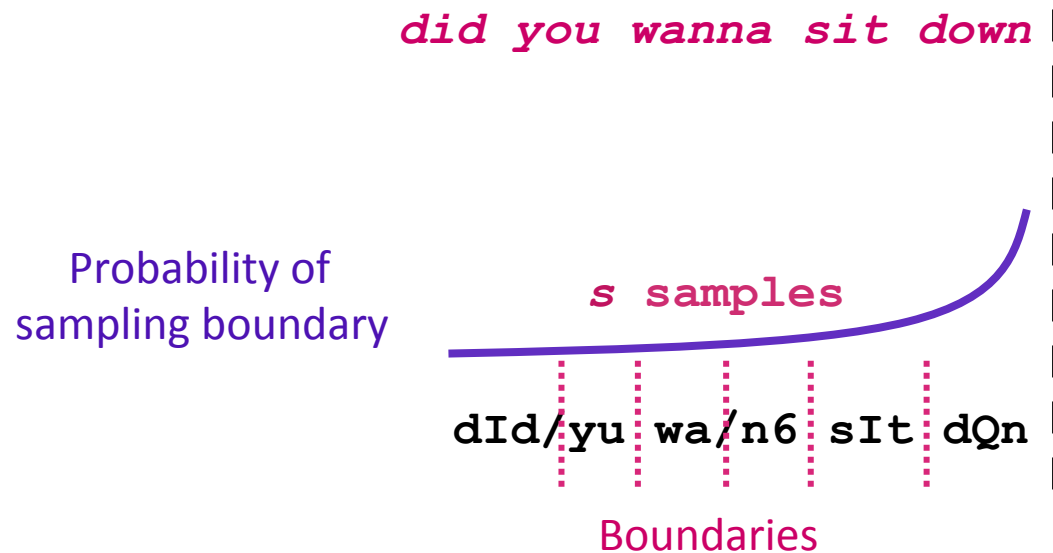 did you wanna sit down
Probability of
sampling boundary
s samples
dId/yu wa/n6 sIt dQn
Boundaries